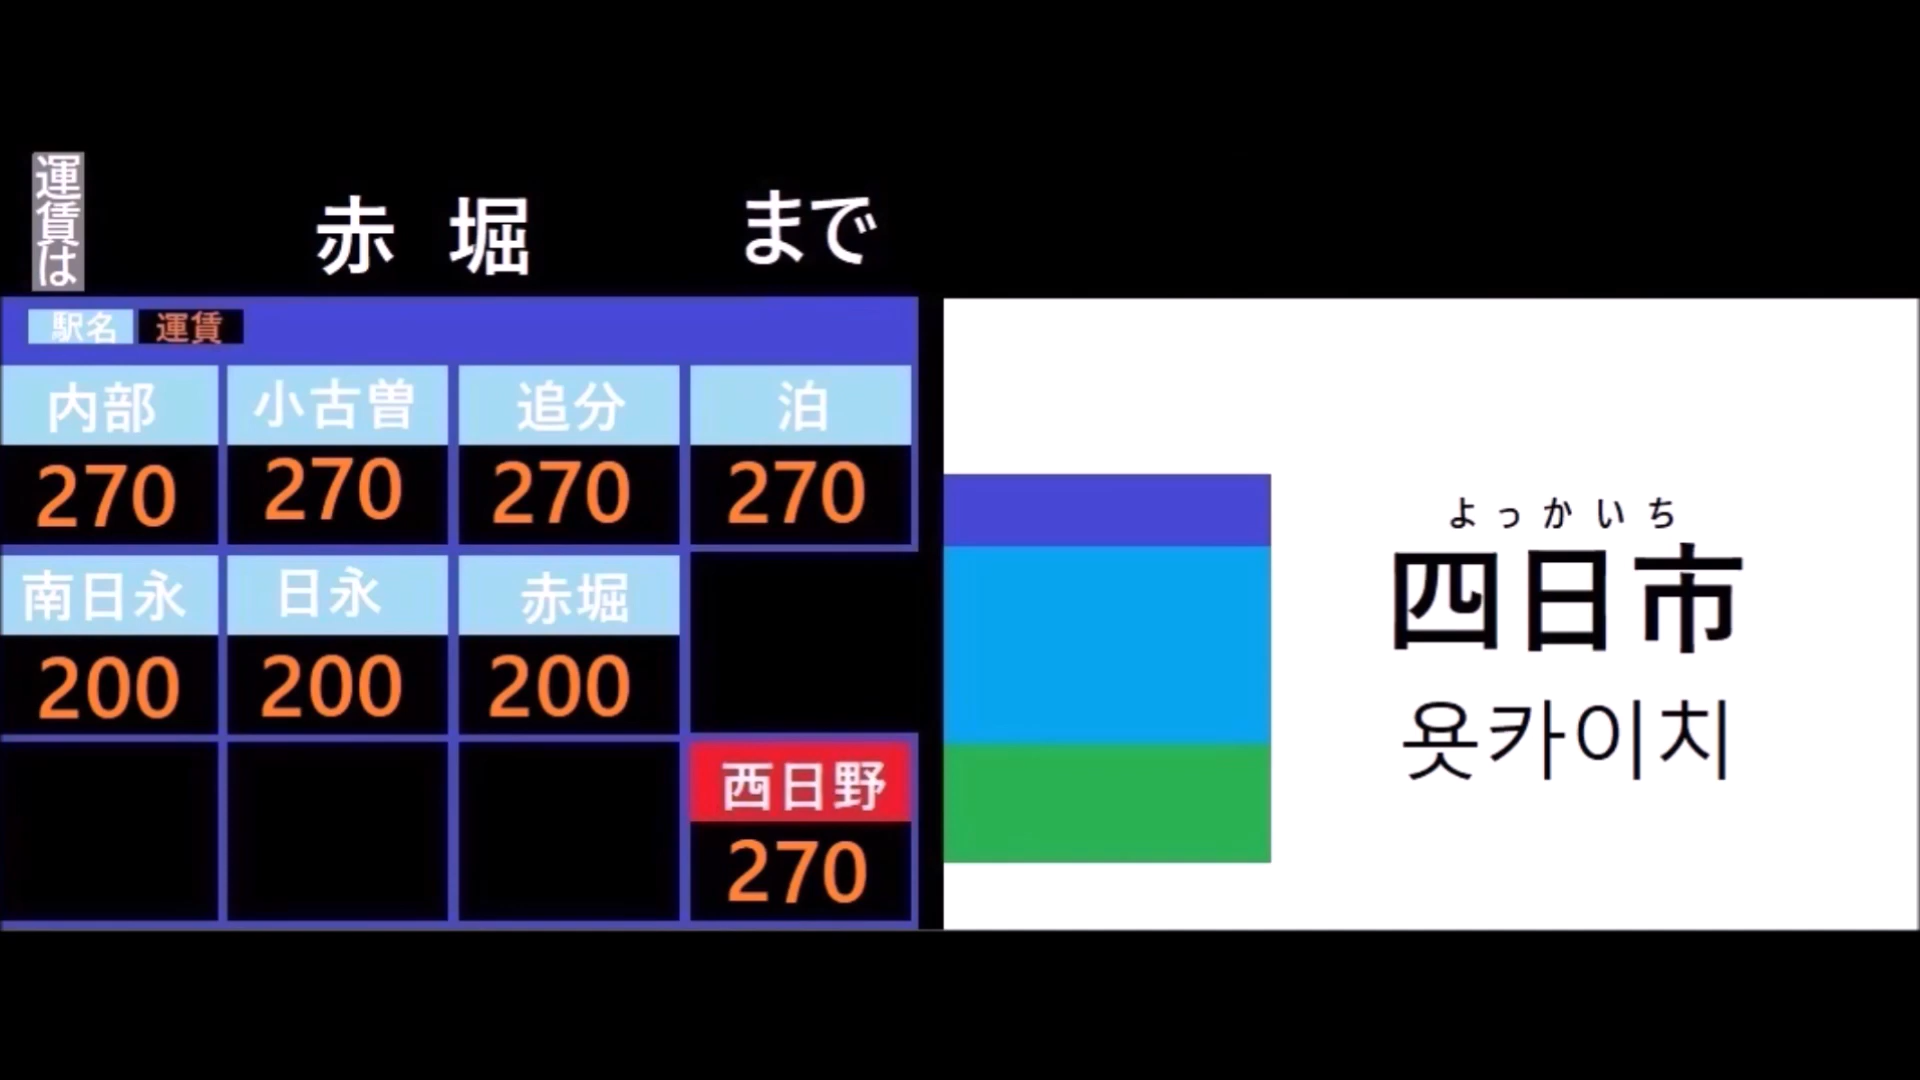 運賃は
赤堀 まで
駅名 運賃
内部 小古曽 追分 泊
270 270 270 270
南日永 日永 赤堀
200 200 200
西日野
270
よっかいち
四日市
욧카이치